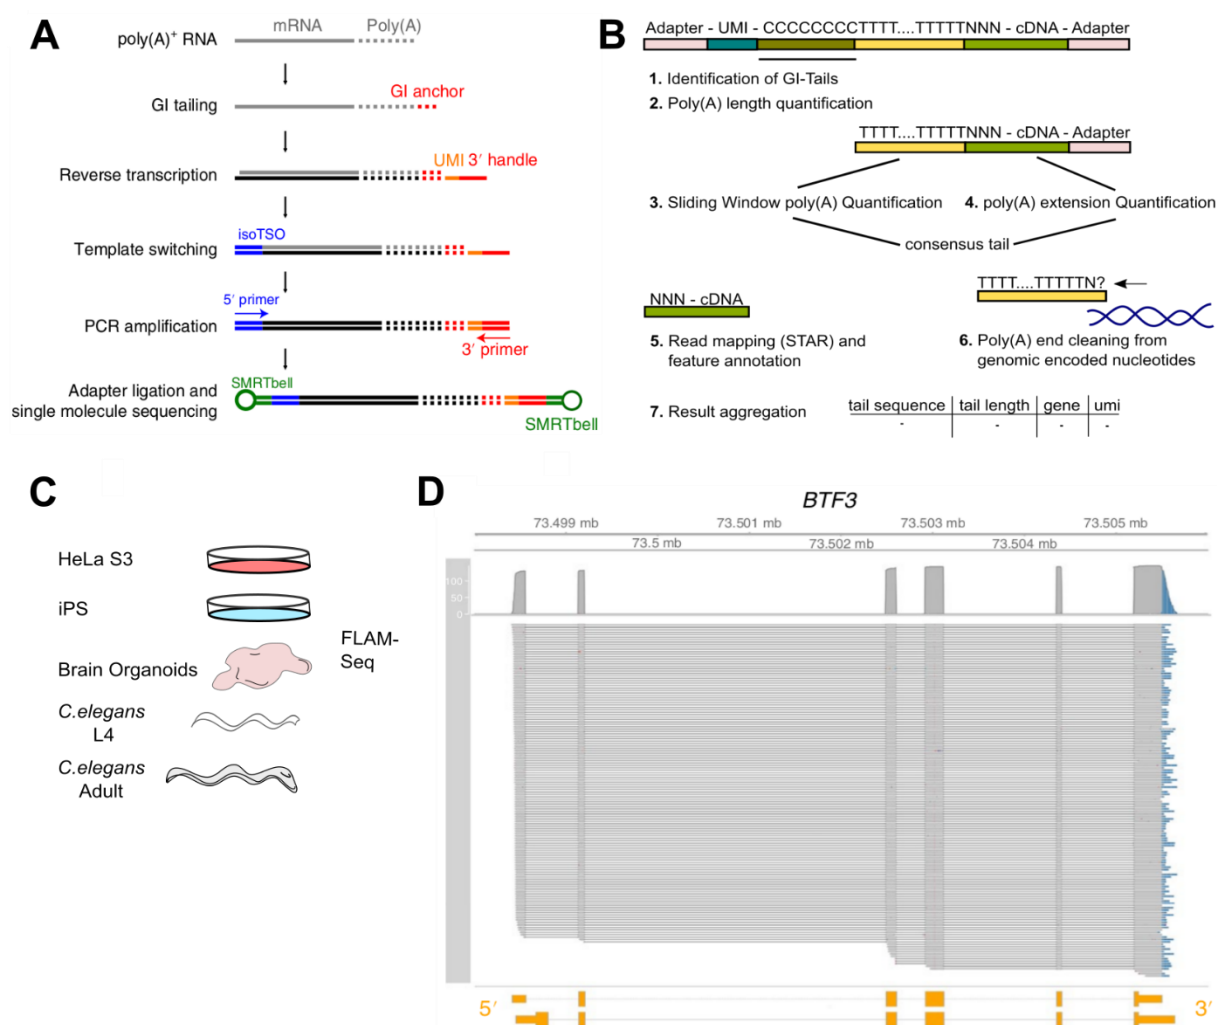 A
mRNA
Poly(A)
poly(A)+ RNA
GI tailing
GI anchor
Reverse transcription
UMI 3′ handle
isoTSO
Template switching
5′ primer
PCR amplification
3′ primer
Adapter ligation and
single molecule sequencing
SMRTbell
SMRTbell
B
Adapter - UMI - CCCCCCCCTTTT....TTTTTNNN - cDNA - Adapter
1. Identification of GI-Tails
2. Poly(A) length quantification
TTTT....TTTTTNNN - cDNA - Adapter
3. Sliding Window poly(A) Quantification
4. poly(A) extension Quantification
consensus tail
NNN - cDNA
5. Read mapping (STAR) and
feature annotation
TTTT....TTTTTN?
6. Poly(A) end cleaning from
genomic encoded nucleotides
7. Result aggregation
tail sequence tail length gene umi
- - - -
C
HeLa S3
iPS
Brain Organoids
C.elegans
L4
C.elegans
Adult
FLAM-
Seq
D
BTF3
73.499 mb 73.501 mb 73.503 mb 73.505 mb
73.5 mb 73.502 mb 73.504 mb
100
50
0
5′ 3′